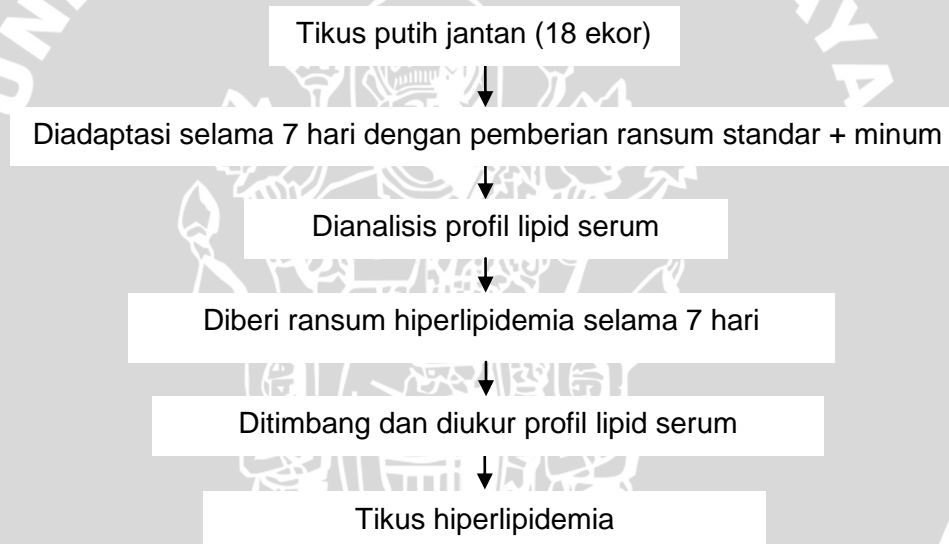 Tikus putih jantan (18 ekor)
Diadaptasi selama 7 hari dengan pemberian ransum standar + minum
Dianalisis profil lipid serum
Diberi ransum hiperlipidemia selama 7 hari
Ditimbang dan diukur profil lipid serum
Tikus hiperlipidemia